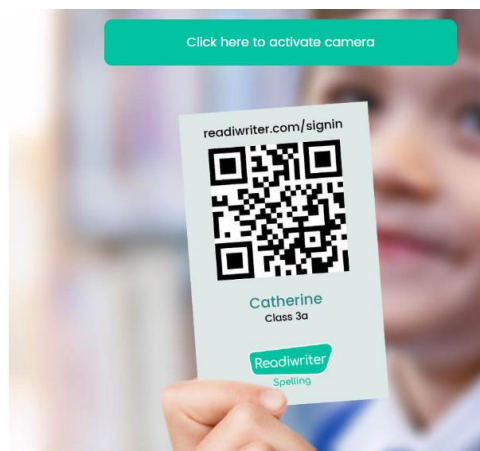 Click here to activate camera
readiwriter.com/signin
Catherine
Class 3a
Readiwriter
Spelling